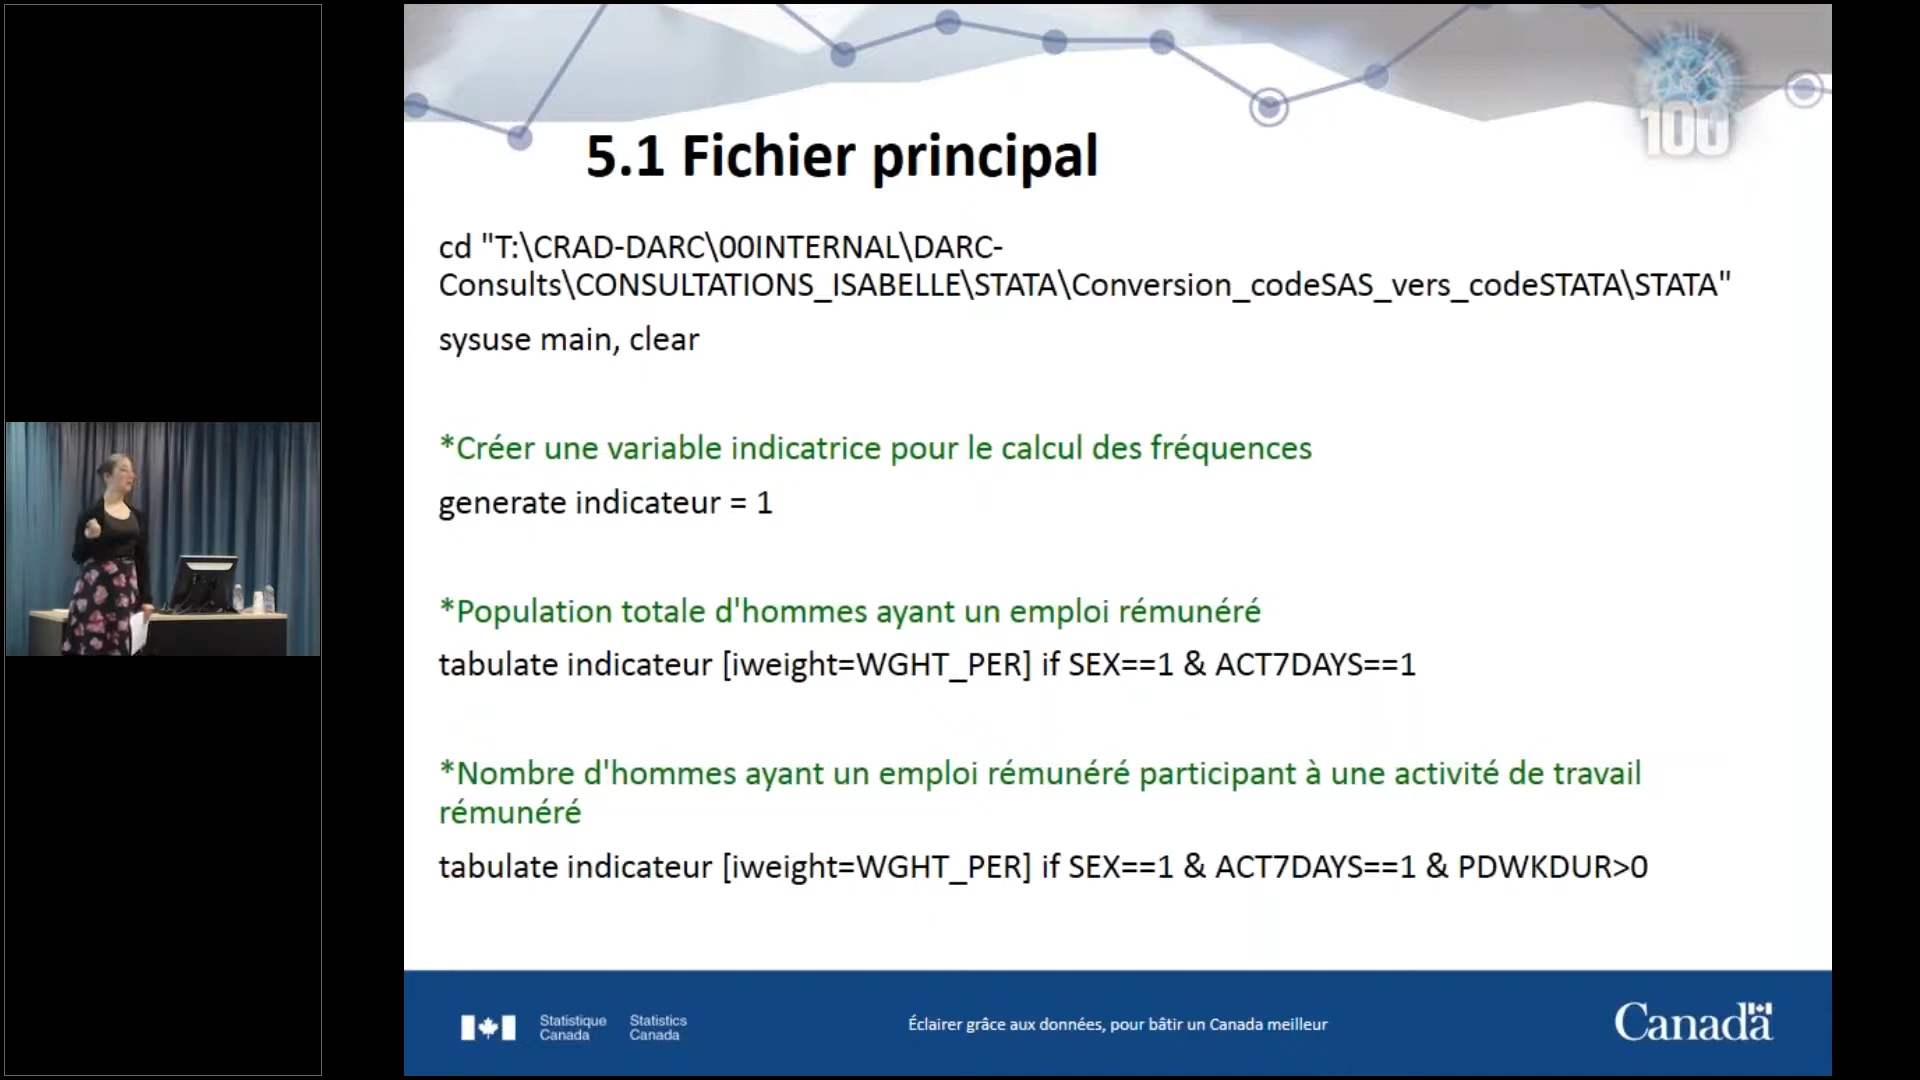 100
5.1 Fichier principal
cd "T:\CRAD-DARC\00INTERNAL\DARC-
Consults\CONSULTATIONS_ISABELLE\STATA\Conversion_codeSAS_vers_codeSTATA\STATA"
sysuse main, clear
*Créer une variable indicatrice pour le calcul des fréquences
generate indicateur = 1
*Population totale d'hommes ayant un emploi rémunéré
tabulate indicateur [iweight=WGHT_PER] if SEX==1 & ACT7DAYS==1
*Nombre d'hommes ayant un emploi rémunéré participant à une activité de travail
rémunéré
tabulate indicateur [iweight=WGHT_PER] if SEX==1 & ACT7DAYS==1 & PDWKDUR>0
Statistique Statistics
Canada Canada
Éclairer grâce aux données, pour bâtir un Canada meilleur
Canada